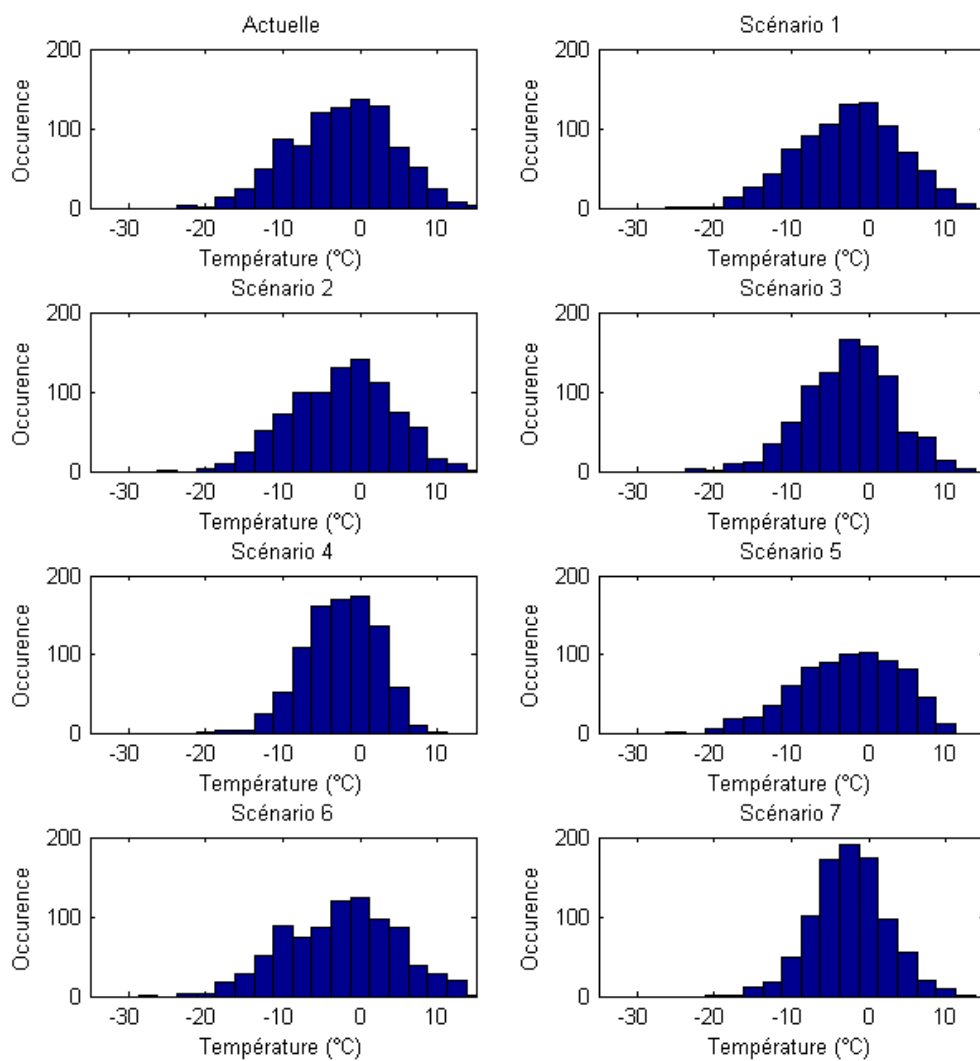 Actuelle
200
100
0
Occurence
-30 -20 -10 0 10
Température (°C)
Scénario 1
200
100
0
Occurence
-30 -20 -10 0 10
Température (°C)
Scénario 2
200
100
0
Occurence
-30 -20 -10 0 10
Température (°C)
Scénario 3
200
100
0
Occurence
-30 -20 -10 0 10
Température (°C)
Scénario 4
200
100
0
Occurence
-30 -20 -10 0 10
Température (°C)
Scénario 5
200
100
0
Occurence
-30 -20 -10 0 10
Température (°C)
Scénario 6
200
100
0
Occurence
-30 -20 -10 0 10
Température (°C)
Scénario 7
200
100
0
Occurence
-30 -20 -10 0 10
Température (°C)